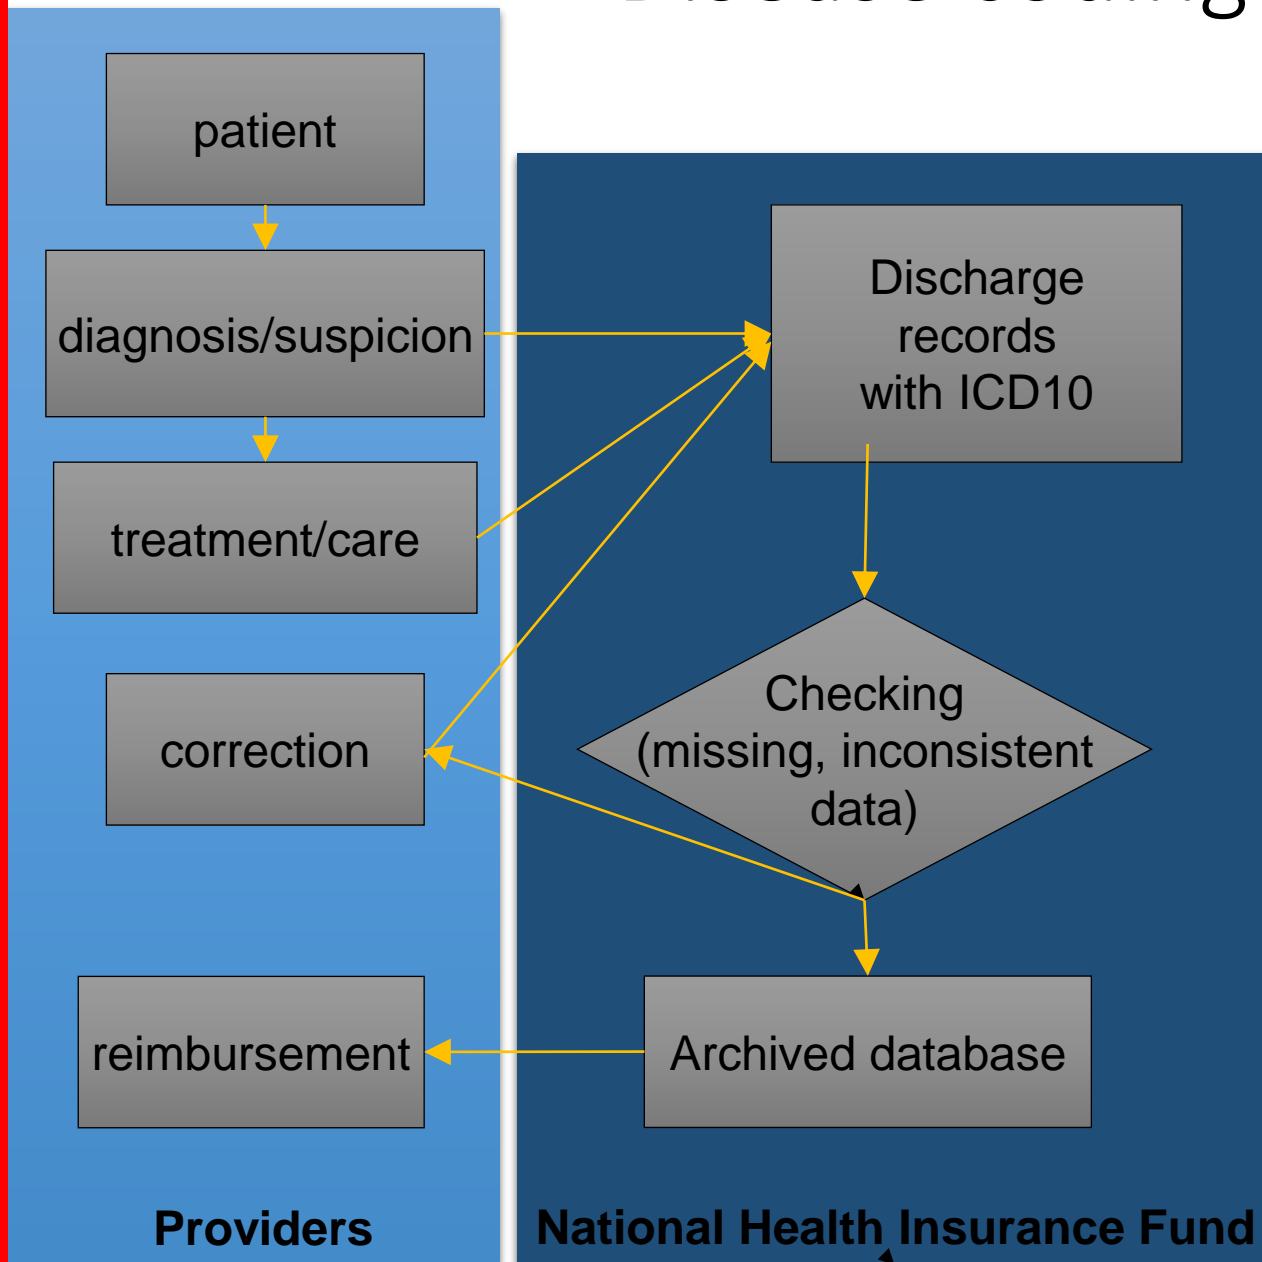 patient
diagnosis/suspicion
treatment/care
correction
reimbursement
Providers
Discharge
records
with ICD10
Checking
(missing, inconsistent
data)
Archived database
National Health Insurance Fund